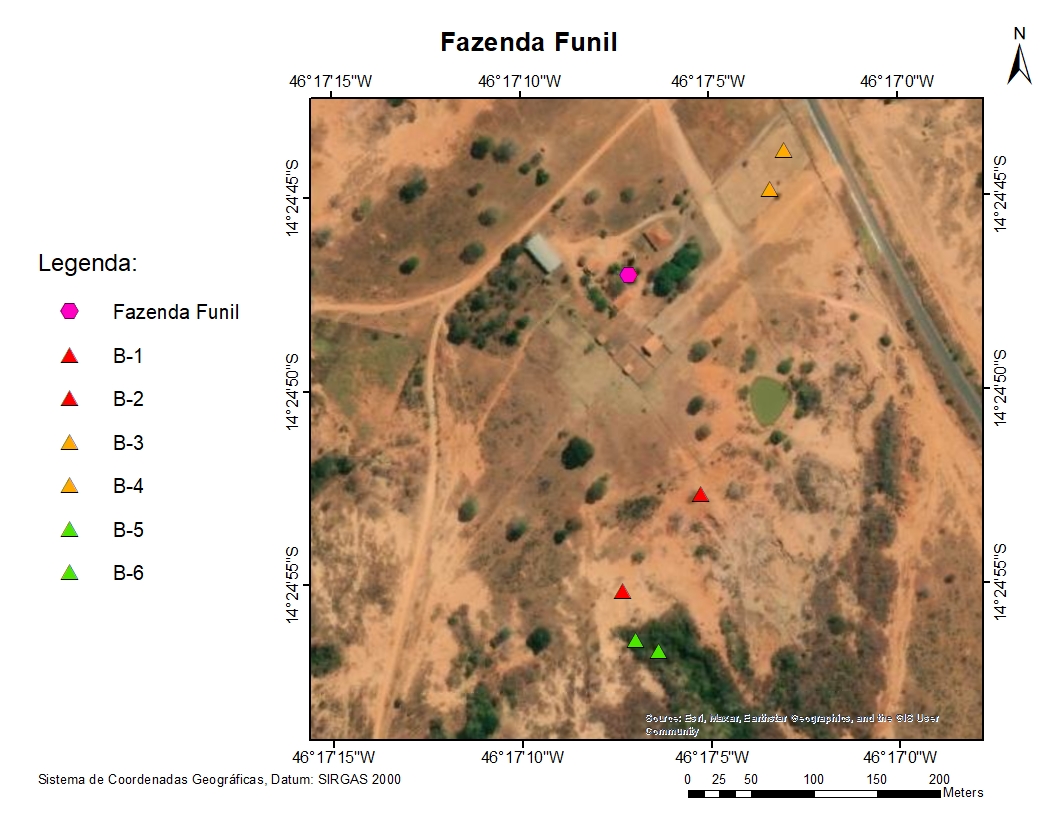 Fazenda Funil
N
46°17'15"W 46°17'10"W 46°17'5"W 46°17'0"W
14°24'45"S
14°24'45"S
Legenda:
Fazenda Funil
B-1
B-2
B-3
B-4
B-5
B-6
14°24'50"S
14°24'50"S
14°24'55"S
14°24'55"S
Source: Esri, Maxar, Earthstar Geographics, and the GIS User
Community
46°17'15"W 46°17'10"W 46°17'5"W 46°17'0"W
Sistema de Coordenadas Geográficas, Datum: SIRGAS 2000
0 25 50 100 150 200
Meters